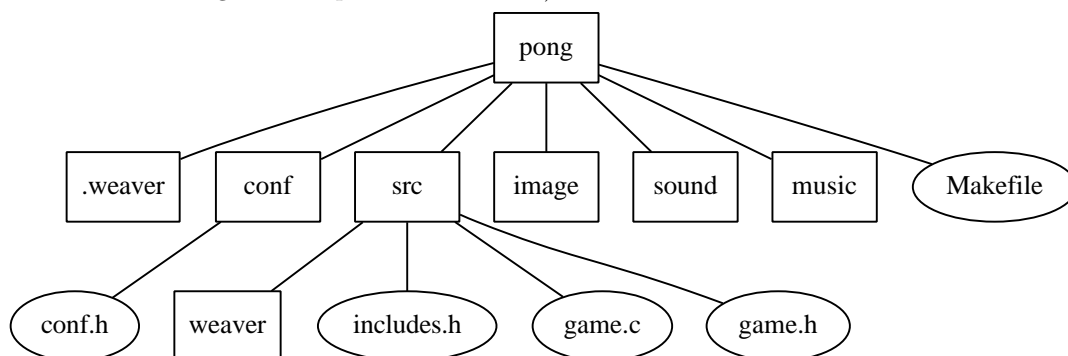 pong
.weaver conf src image sound music Makefile
conf.h weaver includes.h game.c game.h